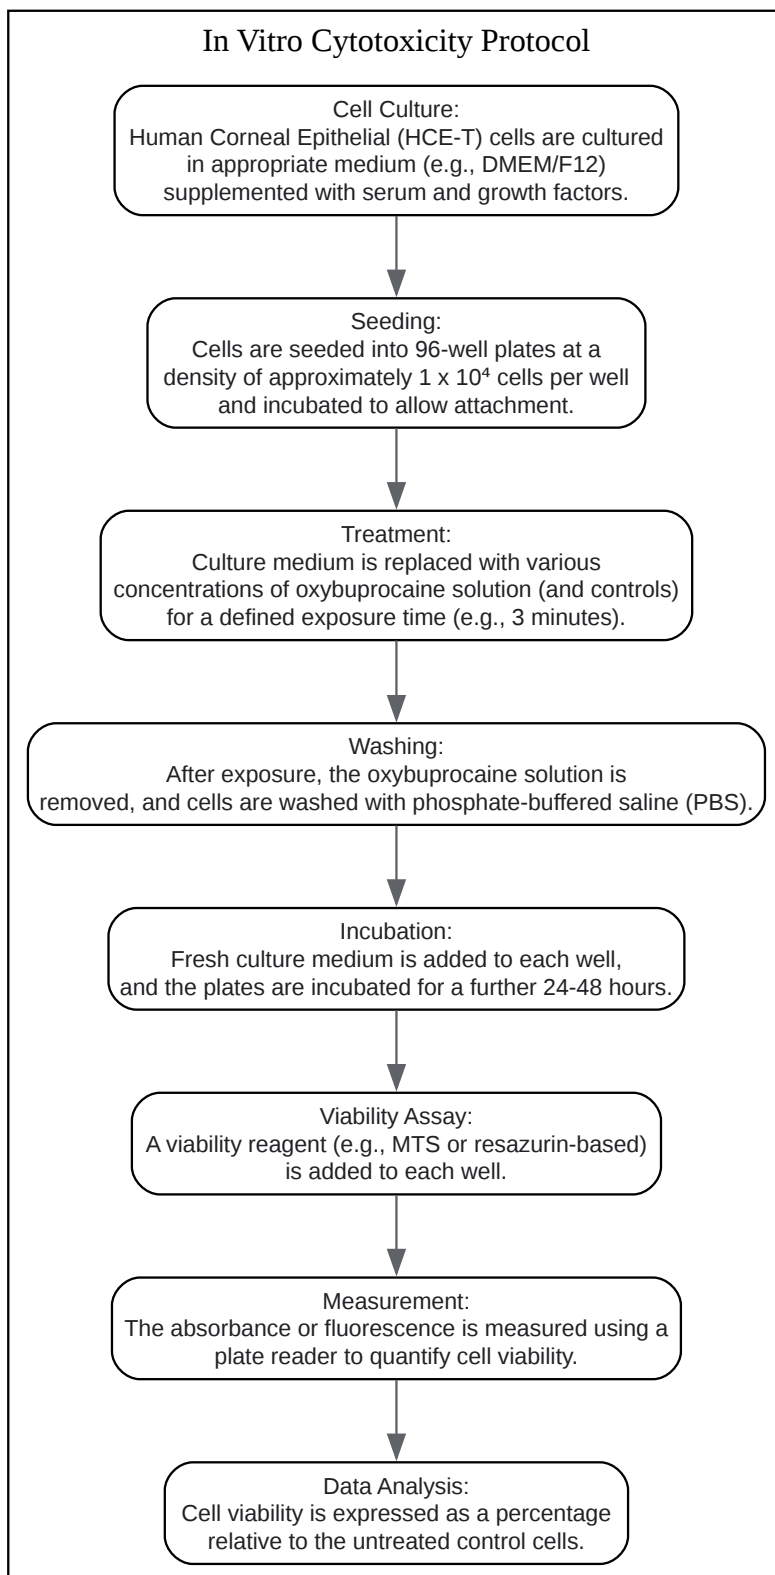 In Vitro Cytotoxicity Protocol
Cell Culture:
Human Corneal Epithelial (HCE-T) cells are cultured
in appropriate medium (e.g., DMEM/F12)
supplemented with serum and growth factors.
Seeding:
Cells are seeded into 96-well plates at a
density of approximately 1 x 10⁴ cells per well
and incubated to allow attachment.
Treatment:
Culture medium is replaced with various
concentrations of oxybuprocaine solution (and controls)
for a defined exposure time (e.g., 3 minutes).
Washing:
After exposure, the oxybuprocaine solution is
removed, and cells are washed with phosphate-buffered saline (PBS).
Incubation:
Fresh culture medium is added to each well,
and the plates are incubated for a further 24-48 hours.
Viability Assay:
A viability reagent (e.g., MTS or resazurin-based)
is added to each well.
Measurement:
The absorbance or fluorescence is measured using a
plate reader to quantify cell viability.
Data Analysis:
Cell viability is expressed as a percentage
relative to the untreated control cells.